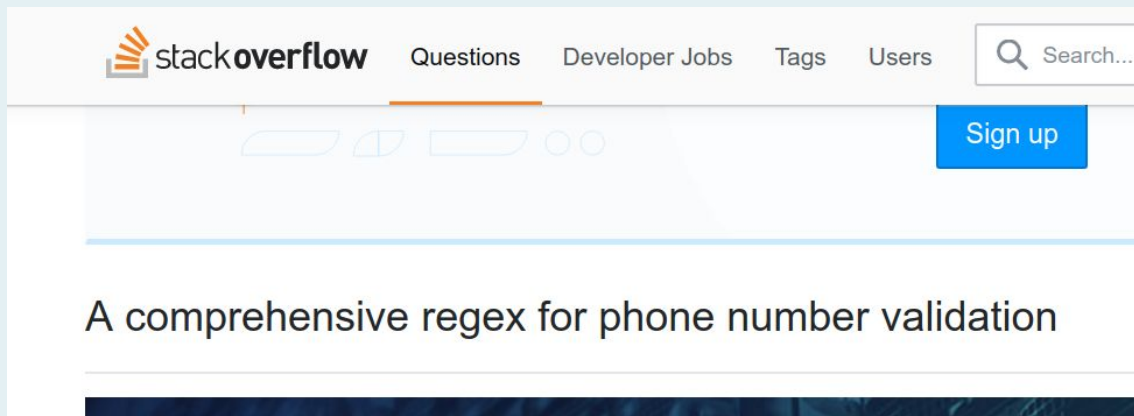 stackoverflow Questions Developer Jobs Tags Users Search...
Sign up
A comprehensive regex for phone number validation